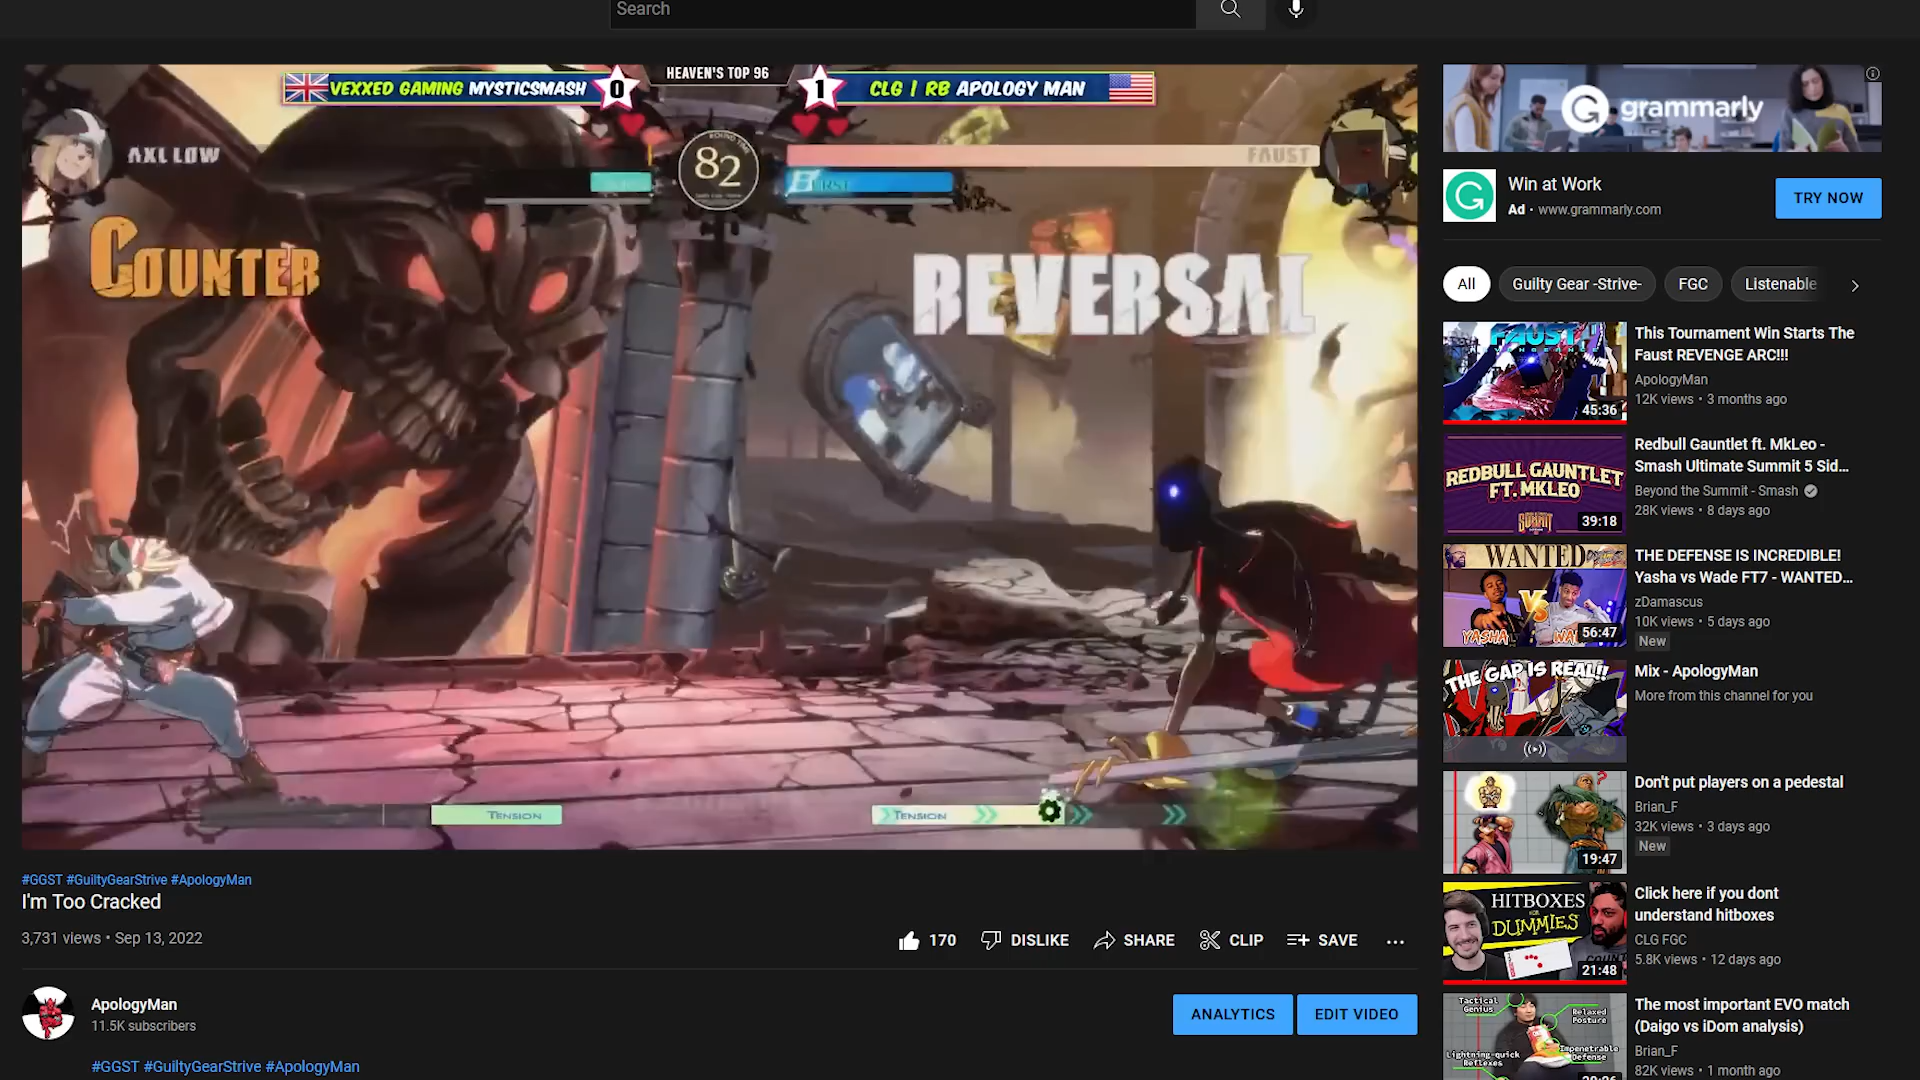 Search
HEAVEN'S TOP 96
VEXXED GAMING MYSTICSMASH 0
1 CLG | RB APOLOGY MAN
AXL LOW
82
FAUST
BURST
COUNTER
REVERSAL
TENSION
TENSION
#GGST #GuiltyGearStrive #ApologyMan
I'm Too Cracked
3,731 views • Sep 13, 2022
170
DISLIKE
SHARE
CLIP
SAVE
ApologyMan
11.5K subscribers
ANALYTICS
EDIT VIDEO
#GGST #GuiltyGearStrive #ApologyMan
grammarly
Win at Work
Ad • www.grammarly.com
TRY NOW
All
Guilty Gear -Strive-
FGC
Listenable
FAUST
45:36
This Tournament Win Starts The
Faust REVENGE ARC!!!
ApologyMan
12K views • 3 months ago
REDBULL GAUNTLET
FT. MKLEO
SUMMIT
39:18
Redbull Gauntlet ft. MkLeo -
Smash Ultimate Summit 5 Sid...
Beyond the Summit - Smash
28K views • 8 days ago
WANTED
VS
YASHA
WA
56:47
THE DEFENSE IS INCREDIBLE!
Yasha vs Wade FT7 - WANTED...
zDamascus
10K views • 5 days ago
New
THE GAP IS REAL!!
Mix - ApologyMan
More from this channel for you
19:47
Don't put players on a pedestal
Brian_F
32K views • 3 days ago
New
HITBOXES
FOR
DUMMIES
21:48
Click here if you dont
understand hitboxes
CLG FGC
5.8K views • 12 days ago
Tactical
Genius
Relaxed
Posture
Lightning-quick
Reflexes
Impenetrable
Defense
The most important EVO match
(Daigo vs iDom analysis)
Brian_F
82K views • 1 month ago